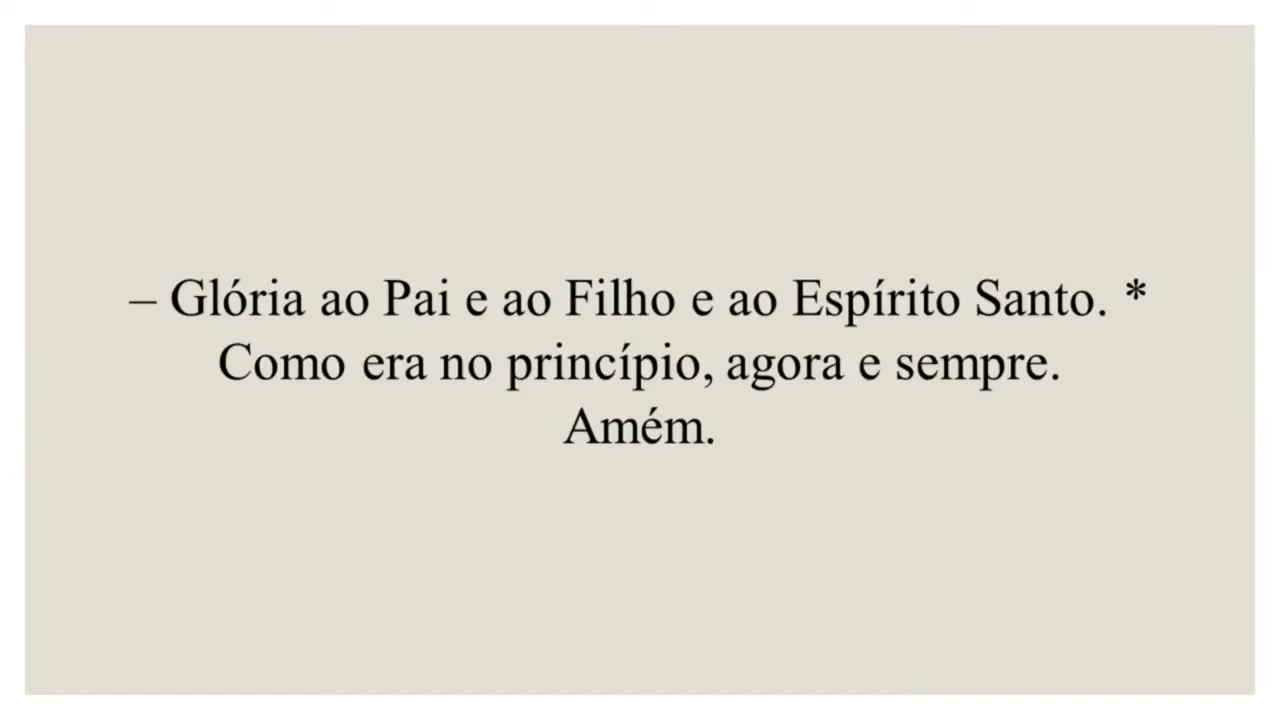 – Glória ao Pai e ao Filho e ao Espírito Santo. *
Como era no princípio, agora e sempre.
Amém.